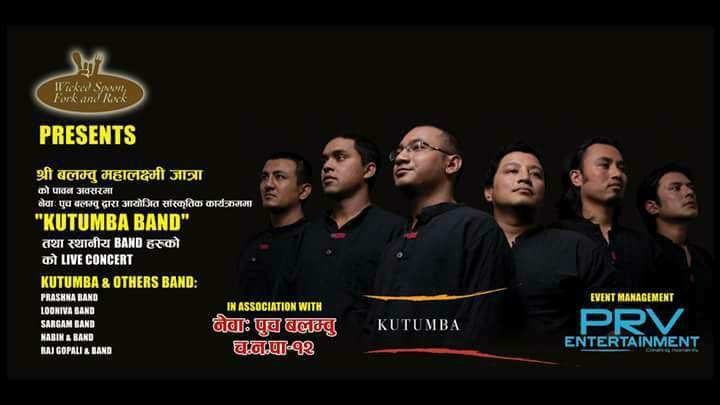 Wicked Spoon,
Fork and Rock
PRESENTS
श्री बलम्वु महालक्ष्मी जात्रा
को पावन अवसरमा
नेवा: पुच बलम्वु द्वारा आयोजित सांस्कृतिक कार्यक्रममा
"KUTUMBA BAND"
तथा स्थानीय BAND हरुको
को LIVE CONCERT
KUTUMBA & OTHERS BAND:
PRASHNA BAND
LOONIVA BAND
SARGAM BAND
NABIN & BAND
RAJ GOPALI & BAND
IN ASSOCIATION WITH
नेवा: पुच बलम्वु
च.न.पा-१२
KUTUMBA
EVENT MANAGEMENT
PRV
ENTERTAINMENT